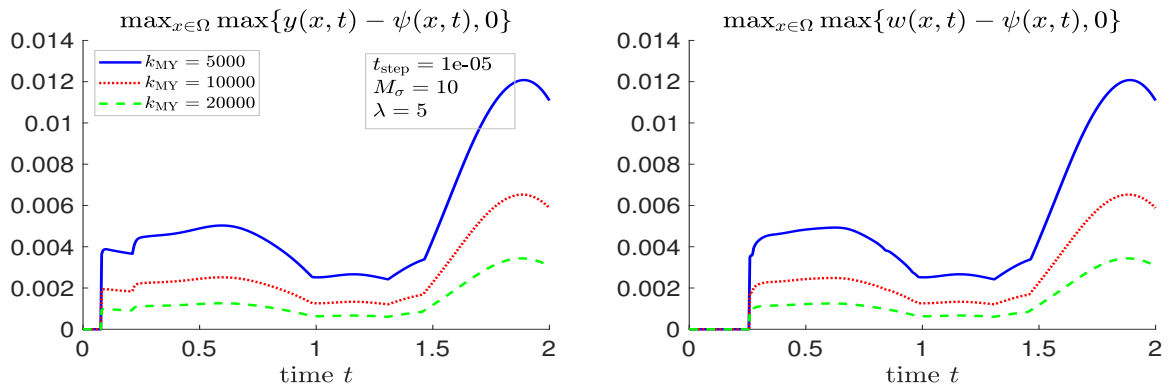 max_{x∈Ω} max{y(x, t) − ψ(x, t), 0}
0.014
0.012
0.01
0.008
0.006
0.004
0.002
0
k_MY = 5000
k_MY = 10000
k_MY = 20000
t_step = 1e-05
M_σ = 10
λ = 5
0 0.5 1 1.5 2
time t
max_{x∈Ω} max{w(x, t) − ψ(x, t), 0}
0.014
0.012
0.01
0.008
0.006
0.004
0.002
0
0 0.5 1 1.5 2
time t